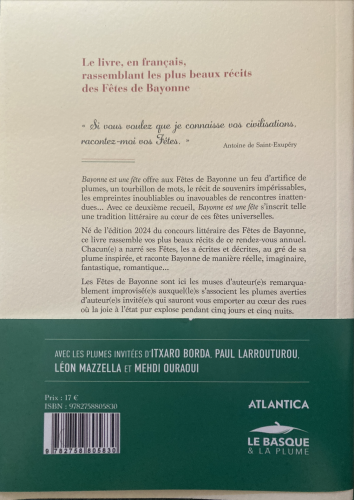 Le livre, en français,
rassemblant les plus beaux récits
des Fêtes de Bayonne
" Si vous voulez que je connaisse vos civilisations,
racontez-moi vos Fêtes. "
Antoine de Saint-Exupéry
Bayonne est une fête offre aux Fêtes de Bayonne un feu d'artifice de
plumes, un tourbillon de mots, le récit de souvenirs impérissables,
les empreintes inoubliables ou inavouables de rencontres inatten-
dues... Avec ce deuxième recueil, Bayonne est une fête s'inscrit telle
une tradition littéraire au cœur de ces fêtes universelles.
Né de l'édition 2024 du concours littéraire des Fêtes de Bayonne,
ce livre rassemble vos plus beaux récits de ce rendez-vous annuel.
Chacun(e) a narré ses Fêtes, les a écrites et décrites, au gré de sa
plume inspirée, et raconte Bayonne de manière réelle, imaginaire,
fantastique, romantique...
Les Fêtes de Bayonne sont ici les muses d'auteur(e)s remarqua-
blement improvisé(e)s auxquel(le)s s'associent les plumes averties
d'auteur(e)s invité(e)s qui sauront vous emporter au cœur des rues
où la joie à l'état pur explose pendant cinq jours et cinq nuits.
AVEC LES PLUMES INVITÉES D'ITXARO BORDA, PAUL LARROUTUROU,
LÉON MAZZELLA ET MEHDI OURAOUI
Prix : 17 €
ISBN : 9782758805830
9782758805830
ATLANTICA
LE BASQUE
& LA PLUME